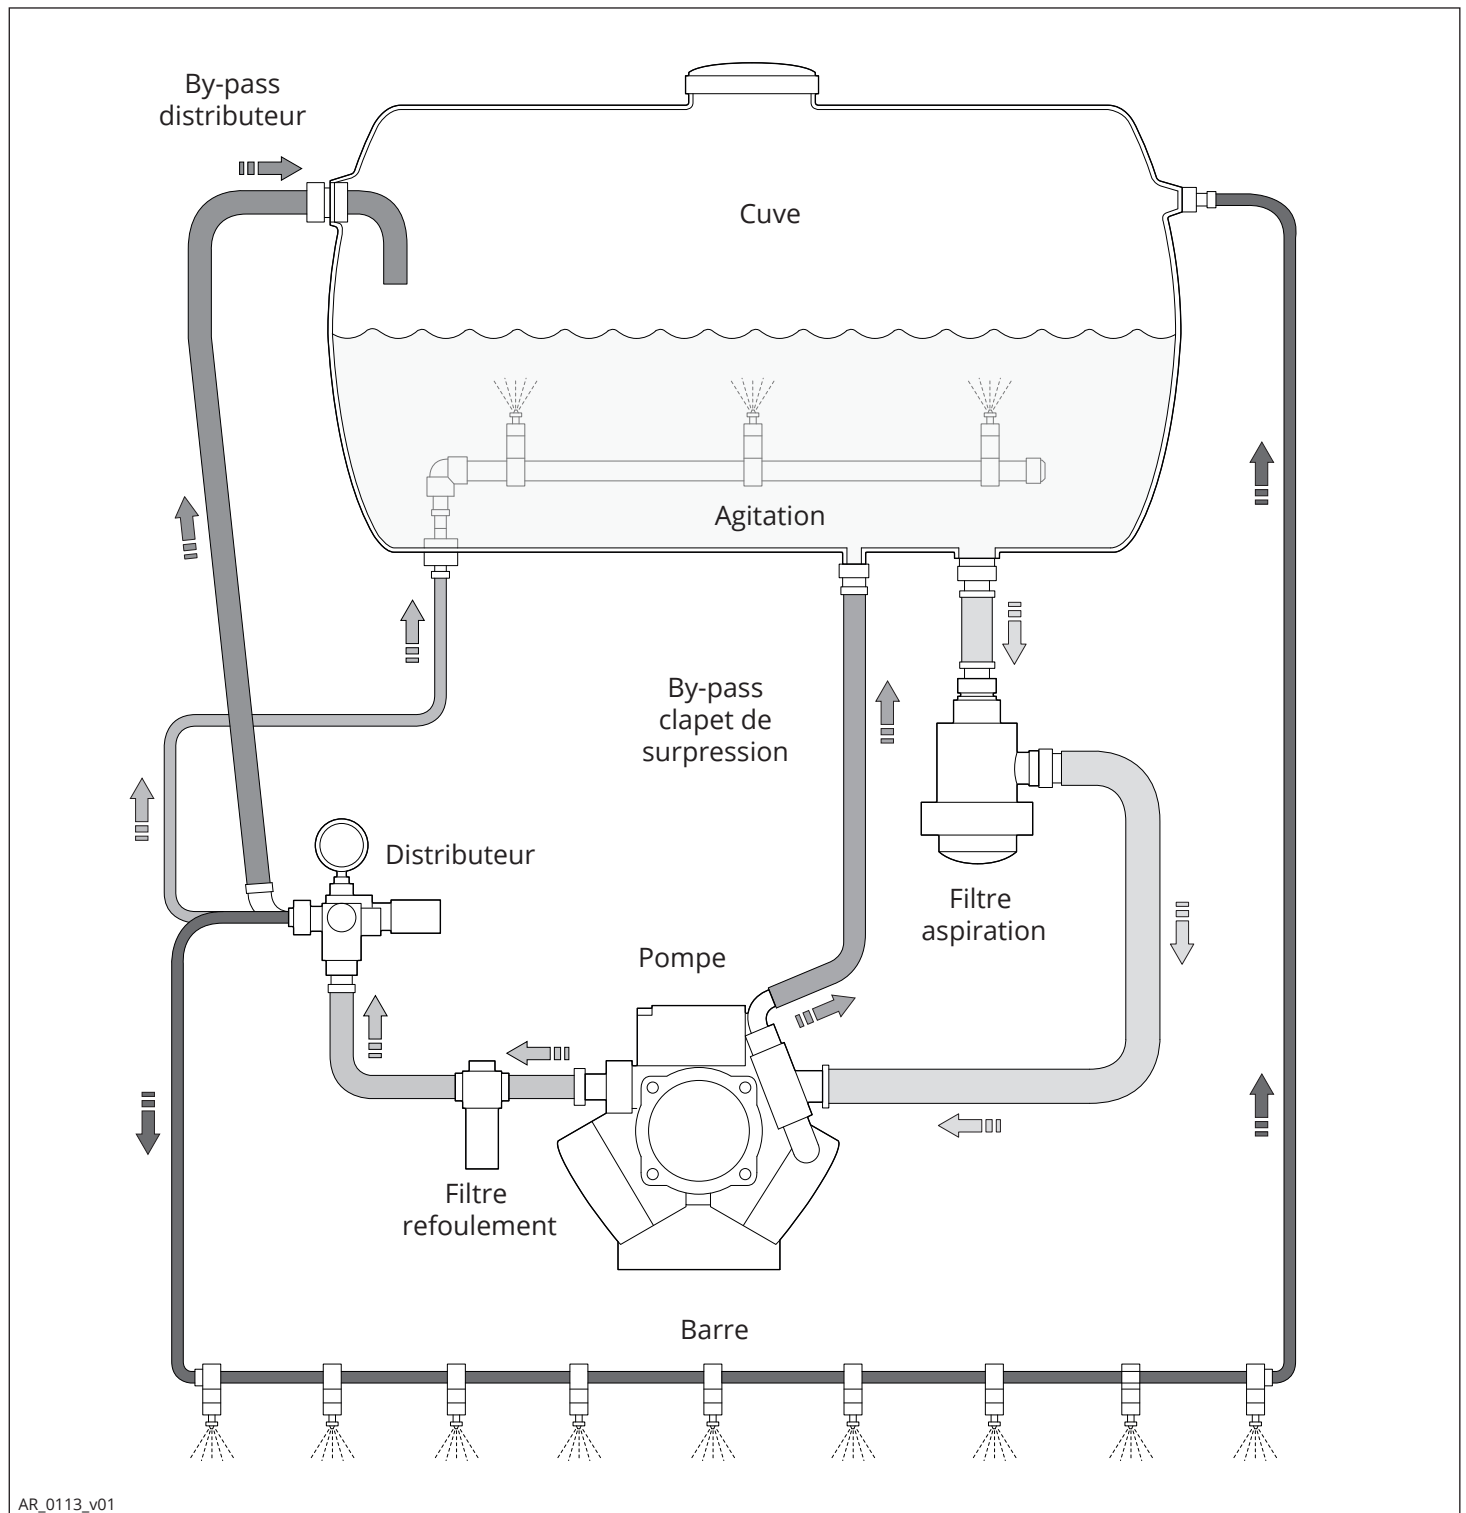 By-pass
distributeur
Cuve
Agitation
By-pass
clapet de
surpression
Distributeur
Filtre
aspiration
Pompe
Filtre
refoulement
Barre
AR_0113_v01